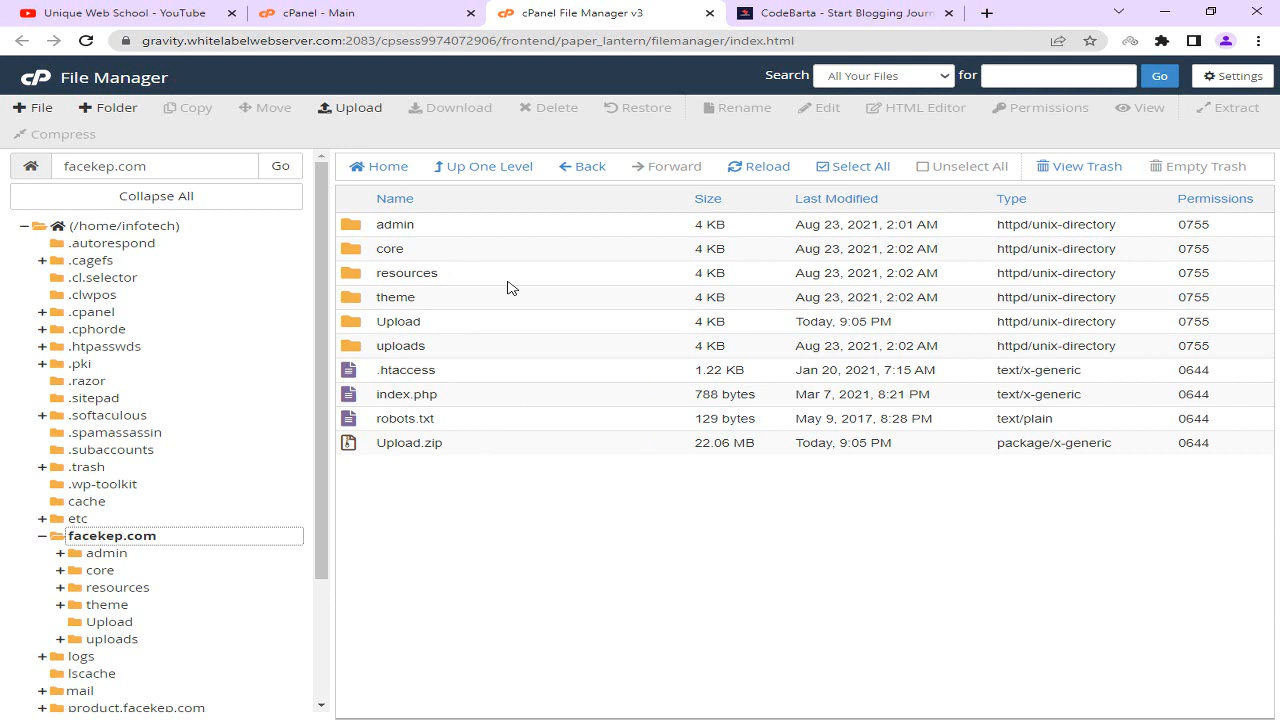 Unique Web School - YouTube
cPanel - Main
cPanel File Manager v3
CodeBarta - Start Blogging Journ
gravity.whitelabelwebserver.com:2083/cpsess9974072906/frontend/paper_lantern/filemanager/index.html
cP File Manager
Search All Your Files for Go Settings
File Folder Copy Move Upload Download Delete Restore Rename Edit HTML Editor Permissions View Extract
Compress
facekep.com Go
Home Up One Level Back Forward Reload Select All Unselect All View Trash Empty Trash
Collapse All
(/home/infotech)
.autorespond
.cagefs
.cl.selector
.clwpos
.cpanel
.cphorde
.htpasswds
.pki
.razor
.sitepad
.softaculous
.spamassassin
.subaccounts
.trash
.wp-toolkit
cache
etc
facekep.com
admin
core
resources
theme
Upload
uploads
logs
lscache
mail
product.facekep.com
Name Size Last Modified Type Permissions
admin 4 KB Aug 23, 2021, 2:01 AM httpd/unix-directory 0755
core 4 KB Aug 23, 2021, 2:02 AM httpd/unix-directory 0755
resources 4 KB Aug 23, 2021, 2:02 AM httpd/unix-directory 0755
theme 4 KB Aug 23, 2021, 2:02 AM httpd/unix-directory 0755
Upload 4 KB Today, 9:05 PM httpd/unix-directory 0755
uploads 4 KB Aug 23, 2021, 2:02 AM httpd/unix-directory 0755
.htaccess 1.22 KB Jan 20, 2021, 7:15 AM text/x-generic 0644
index.php 788 bytes Mar 7, 2021, 8:21 PM text/x-generic 0644
robots.txt 129 bytes May 9, 2017, 8:28 PM text/plain 0644
Upload.zip 22.06 MB Today, 9:05 PM package/x-generic 0644